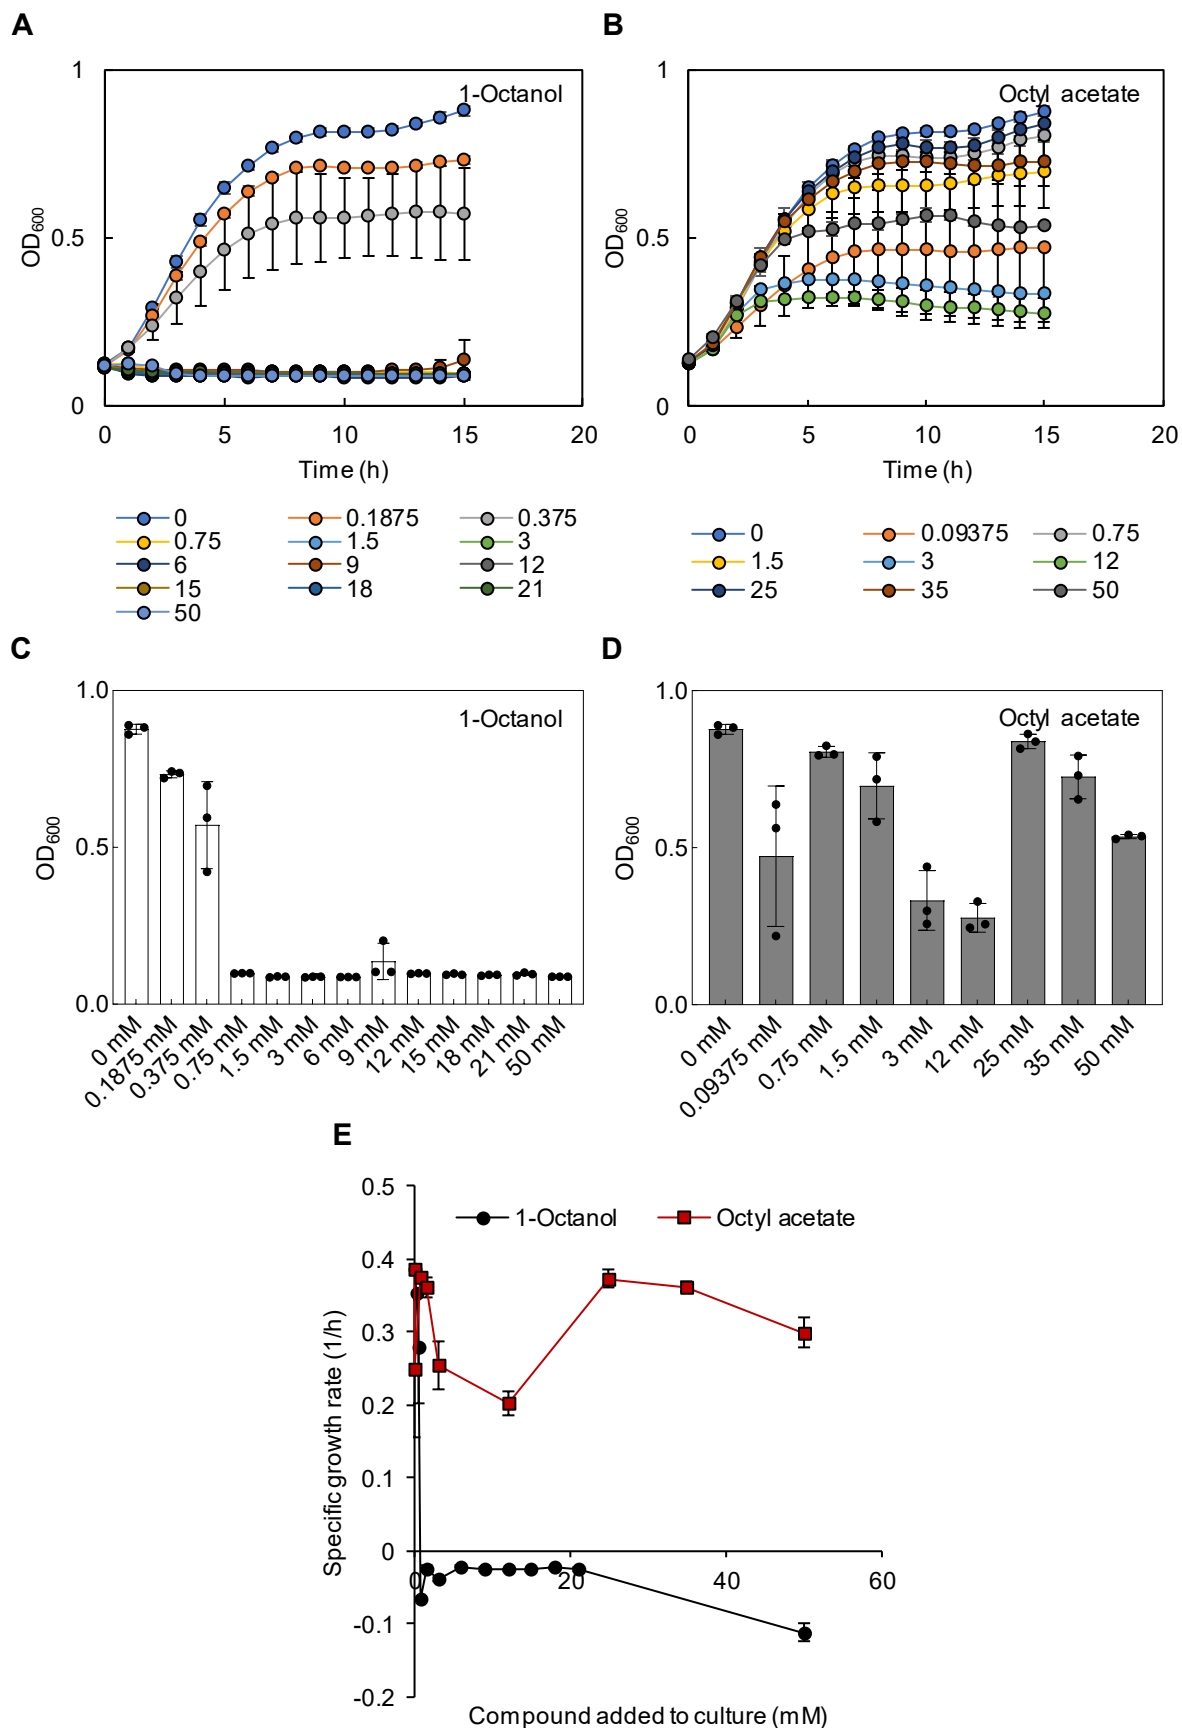 A
B
1
1-Octanol
OD600
0.5
0
0
5
10
15
20
Time (h)
1
Octyl acetate
OD600
0.5
0
0
5
10
15
20
Time (h)
0
0.1875
0.375
0.75
1.5
3
6
9
12
15
18
21
50
0
0.09375
0.75
1.5
3
12
25
35
50
C
D
1.0
1-Octanol
OD600
0.5
0.0
0 mM
0.1875 mM
0.375 mM
0.75 mM
1.5 mM
3 mM
6 mM
9 mM
12 mM
15 mM
18 mM
21 mM
50 mM
1.0
Octyl acetate
OD600
0.5
0.0
0 mM
0.09375 mM
0.75 mM
1.5 mM
3 mM
12 mM
25 mM
35 mM
50 mM
E
0.5
1-Octanol
Octyl acetate
0.4
0.3
0.2
0.1
0
-0.1
-0.2
Specific growth rate (1/h)
0
20
40
60
Compound added to culture (mM)